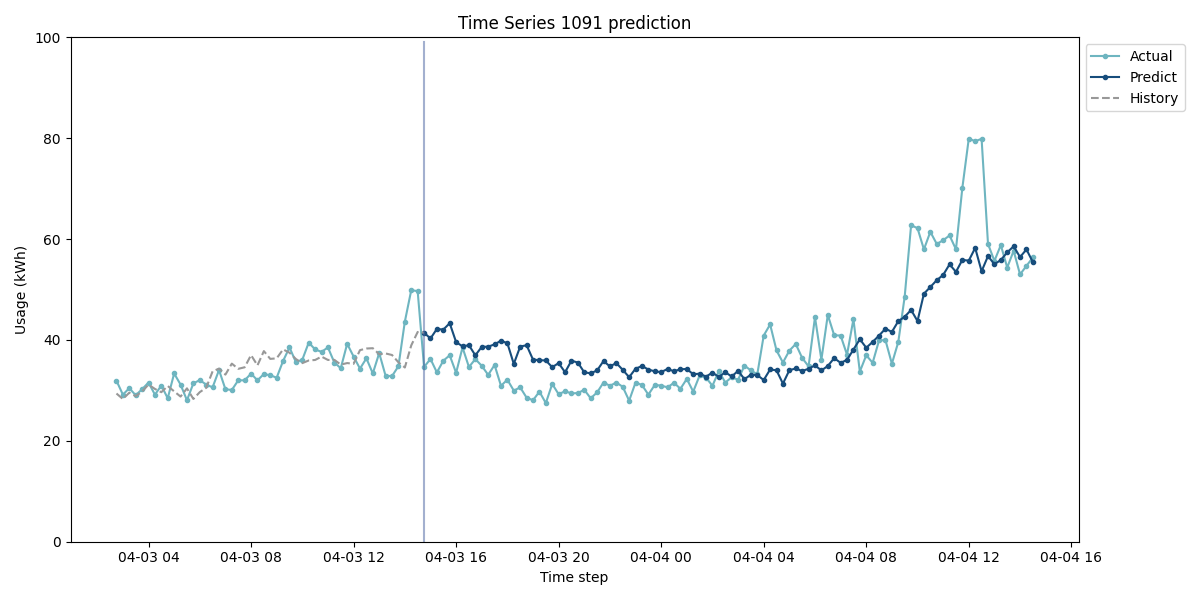 Time Series 1091 prediction
Usage (kWh)
100
80
60
40
20
0
04-03 04
04-03 08
04-03 12
04-03 16
04-03 20
04-04 00
04-04 04
04-04 08
04-04 12
04-04 16
Time step
Actual
Predict
History